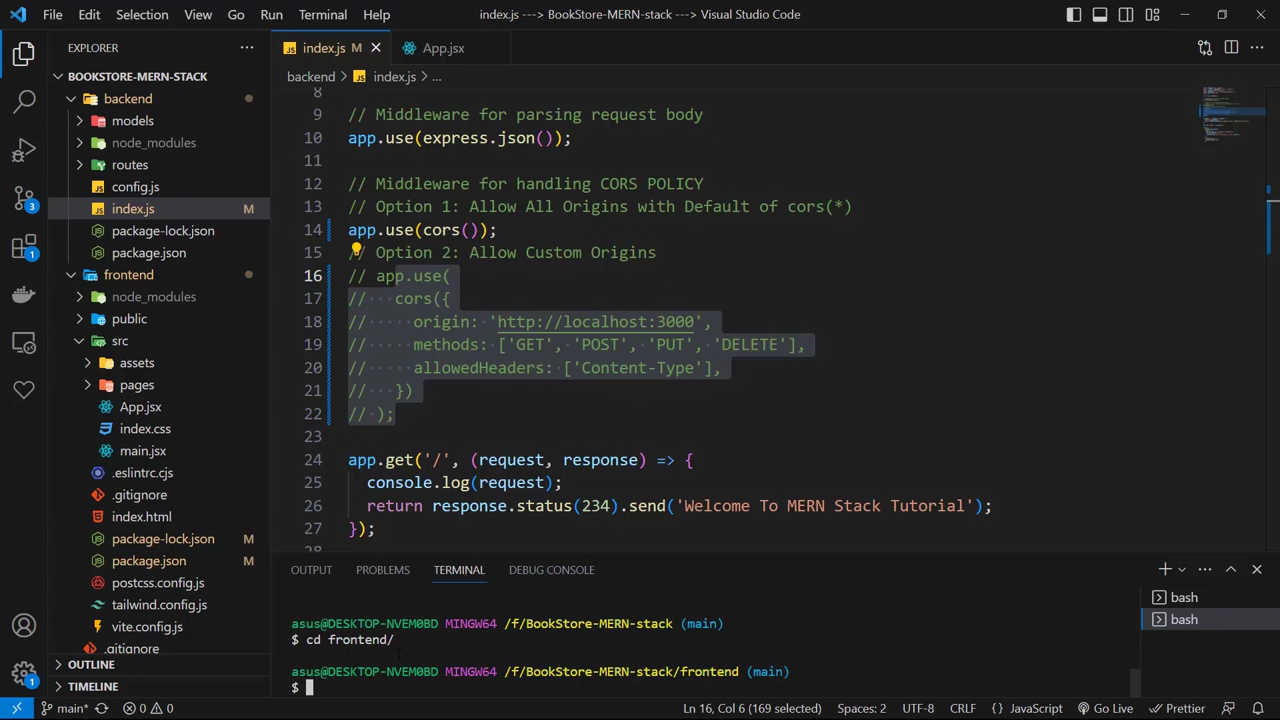 File Edit Selection View Go Run Terminal Help index.js ---> BookStore-MERN-stack ---> Visual Studio Code
EXPLORER
BOOKSTORE-MERN-STACK
backend
models
node_modules
routes
config.js
index.js M
package-lock.json
package.json
frontend
node_modules
public
src
assets
pages
App.jsx
index.css
main.jsx
.eslintrc.cjs
.gitignore
index.html
package-lock.json M
package.json M
postcss.config.js
tailwind.config.js
vite.config.js
.gitignore
OUTLINE
TIMELINE
3
1
1
index.js M
App.jsx
backend > index.js > ...
8
9 // Middleware for parsing request body
10 app.use(express.json());
11
12 // Middleware for handling CORS POLICY
13 // Option 1: Allow All Origins with Default of cors(*)
14 app.use(cors());
15 // Option 2: Allow Custom Origins
16 // app.use(
17 //   cors({
18 //     origin: 'http://localhost:3000',
19 //     methods: ['GET', 'POST', 'PUT', 'DELETE'],
20 //     allowedHeaders: ['Content-Type'],
21 //   })
22 // );
23
24 app.get('/', (request, response) => {
25   console.log(request);
26   return response.status(234).send('Welcome To MERN Stack Tutorial');
27 });
28
OUTPUT PROBLEMS TERMINAL DEBUG CONSOLE
bash
bash
asus@DESKTOP-NVEM0BD MINGW64 /f/BookStore-MERN-stack (main)
$ cd frontend/
asus@DESKTOP-NVEM0BD MINGW64 /f/BookStore-MERN-stack/frontend (main)
$
main* 0 0 Ln 16, Col 6 (169 selected) Spaces: 2 UTF-8 CRLF JavaScript Go Live Prettier